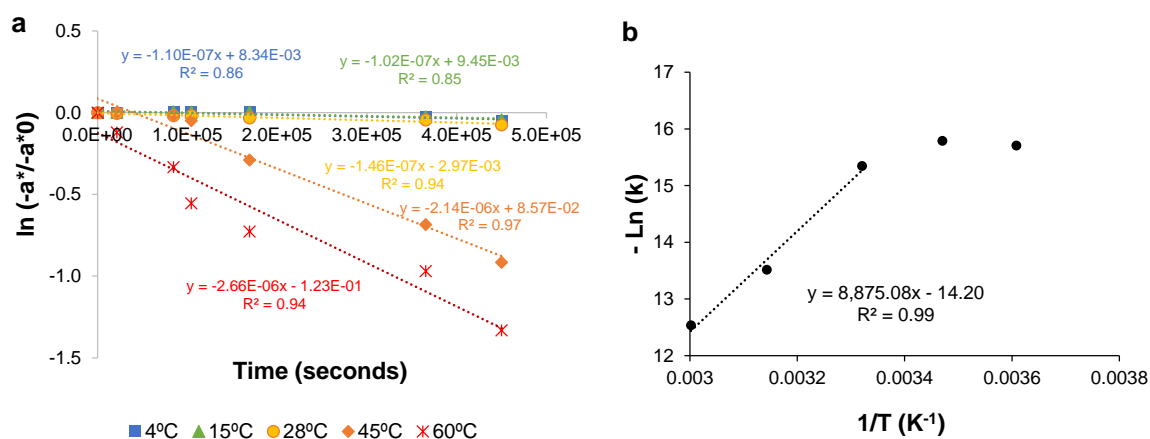 a
0.5
0.0
-0.5
-1.0
-1.5
ln (-a*/-a*0)
y = -1.10E-07x + 8.34E-03
R² = 0.86
y = -1.02E-07x + 9.45E-03
R² = 0.85
0.0E+00 1.0E+05 2.0E+05 3.0E+05 4.0E+05 5.0E+05
y = -1.46E-07x - 2.97E-03
R² = 0.94
y = -2.14E-06x + 8.57E-02
R² = 0.97
y = -2.66E-06x - 1.23E-01
R² = 0.94
Time (seconds)
4ºC 15ºC 28ºC 45ºC 60ºC
b
17
16
15
14
13
12
- Ln (k)
y = 8,875.08x - 14.20
R² = 0.99
0.003 0.0032 0.0034 0.0036 0.0038
1/T (K⁻¹)